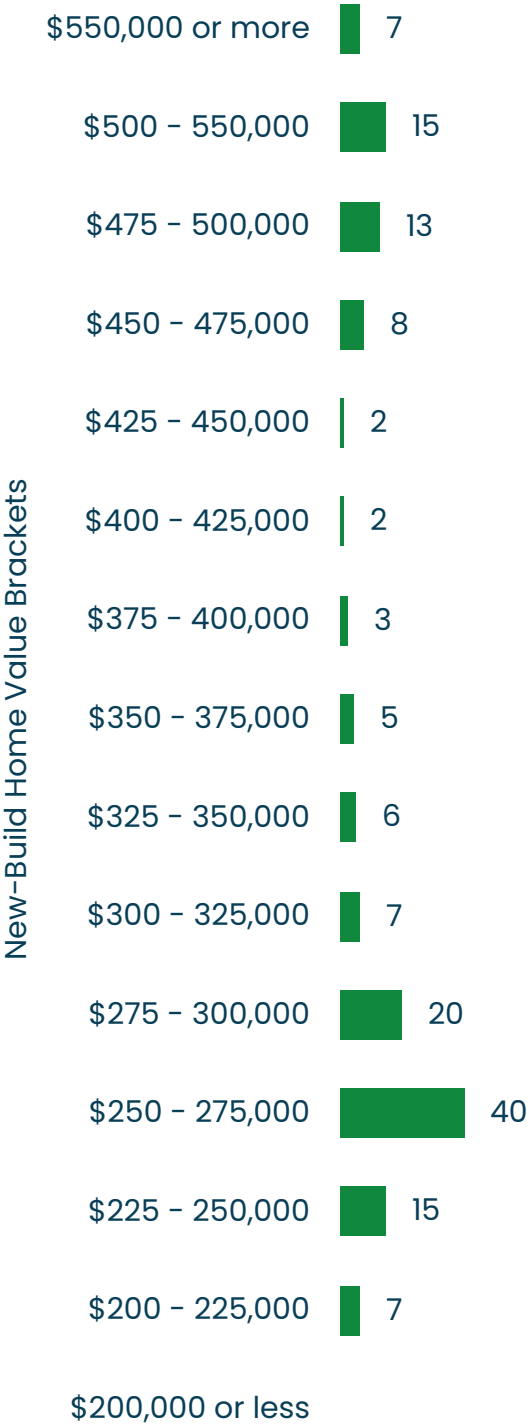 $550,000 or more 7
$500 - 550,000 15
$475 - 500,000 13
$450 - 475,000 8
$425 - 450,000 2
$400 - 425,000 2
$375 - 400,000 3
$350 - 375,000 5
$325 - 350,000 6
$300 - 325,000 7
$275 - 300,000 20
$250 - 275,000 40
$225 - 250,000 15
$200 - 225,000 7
$200,000 or less
New-Build Home Value Brackets